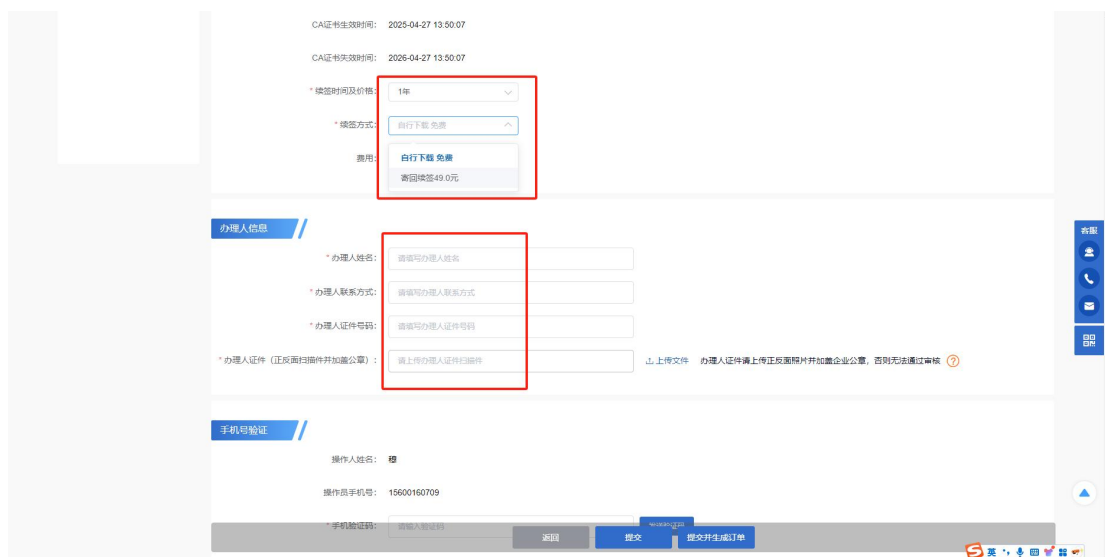 CA证书生效时间： 2025-04-27 13:50:07
CA证书失效时间： 2026-04-27 13:50:07
* 续签时间及价格： 1年
* 续签方式： 自行下载 免费
费用： 自行下载 免费
寄回续签49.0元
办理人信息
* 办理人姓名： 请填写办理人姓名
* 办理人联系方式： 请填写办理人联系方式
* 办理人证件号码： 请填写办理人证件号码
* 办理人证件（正反面扫描件并加盖公章）： 请上传办理人证件扫描件 上传文件 办理人证件请上传正反面照片并加盖企业公章，否则无法通过审核 ?
手机号验证
操作人姓名： 穆
操作员手机号： 15600160709
* 手机验证码： 请输入验证码
返回 提交 提交并生成订单
客服
英